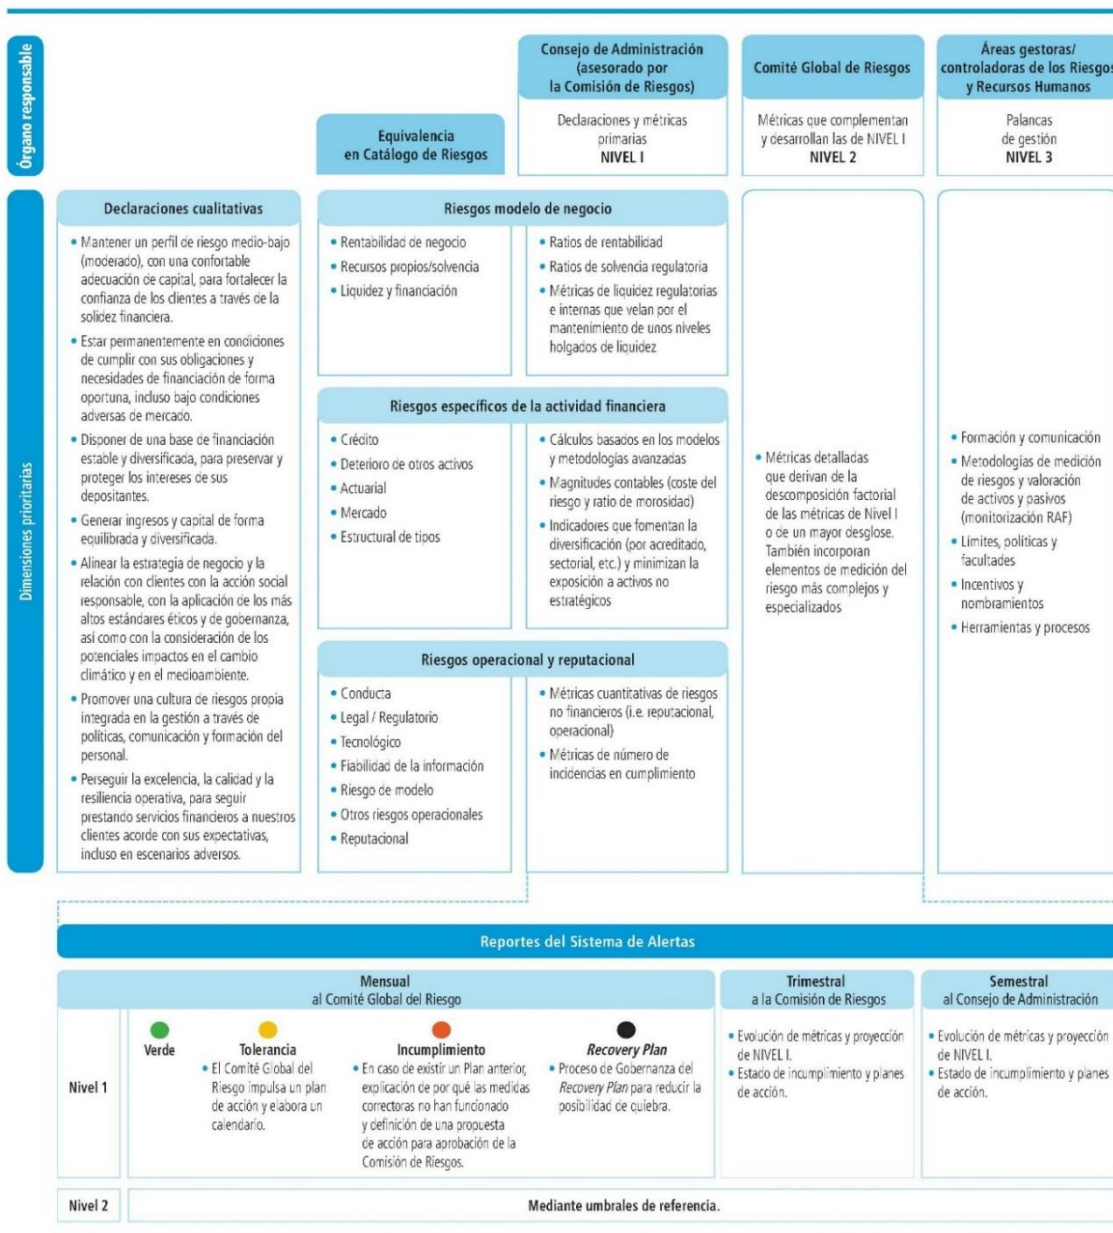 Órgano responsable
Equivalencia
en Catálogo de Riesgos
Consejo de Administración
(asesorado por
la Comisión de Riesgos)
Declaraciones y métricas
primarias
NIVEL I
Comité Global de Riesgos
Métricas que complementan
y desarrollan las de NIVEL I
NIVEL 2
Áreas gestoras/
controladoras de los Riesgos
y Recursos Humanos
Palancas
de gestión
NIVEL 3
Dimensiones prioritarias
Declaraciones cualitativas
• Mantener un perfil de riesgo medio-bajo
(moderado), con una confortable
adecuación de capital, para fortalecer la
confianza de los clientes a través de la
solidez financiera.
• Estar permanentemente en condiciones
de cumplir con sus obligaciones y
necesidades de financiación de forma
oportuna, incluso bajo condiciones
adversas de mercado.
• Disponer de una base de financiación
estable y diversificada, para preservar y
proteger los intereses de sus
depositantes.
• Generar ingresos y capital de forma
equilibrada y diversificada.
• Alinear la estrategia de negocio y la
relación con clientes con la acción social
responsable, con la aplicación de los más
altos estándares éticos y de gobernanza,
así como con la consideración de los
potenciales impactos en el cambio
climático y en el medioambiente.
• Promover una cultura de riesgos propia
integrada en la gestión a través de
políticas, comunicación y formación del
personal.
• Perseguir la excelencia, la calidad y la
resiliencia operativa, para seguir
prestando servicios financieros a nuestros
clientes acorde con sus expectativas,
incluso en escenarios adversos.
Riesgos modelo de negocio
• Rentabilidad de negocio
• Recursos propios/solvencia
• Liquidez y financiación
• Ratios de rentabilidad
• Ratios de solvencia regulatoria
• Métricas de liquidez regulatorias
e internas que velan por el
mantenimiento de unos niveles
holgados de liquidez
Riesgos específicos de la actividad financiera
• Crédito
• Deterioro de otros activos
• Actuarial
• Mercado
• Estructural de tipos
• Cálculos basados en los modelos
y metodologías avanzadas
• Magnitudes contables (coste del
riesgo y ratio de morosidad)
• Indicadores que fomentan la
diversificación (por acreditado,
sectorial, etc.) y minimizan la
exposición a activos no
estratégicos
Riesgos operacional y reputacional
• Conducta
• Legal / Regulatorio
• Tecnológico
• Fiabilidad de la información
• Riesgo de modelo
• Otros riesgos operacionales
• Reputacional
• Métricas cuantitativas de riesgos
no financieros (i.e. reputacional,
operacional)
• Métricas de número de
incidencias en cumplimiento
• Métricas detalladas
que derivan de la
descomposición factorial
de las métricas de Nivel I
o de un mayor desglose.
También incorporan
elementos de medición del
riesgo más complejos y
especializados
• Formación y comunicación
• Metodologías de medición
de riesgos y valoración
de activos y pasivos
(monitorización RAF)
• Límites, políticas y
facultades
• Incentivos y
nombramientos
• Herramientas y procesos
Reportes del Sistema de Alertas
Mensual
al Comité Global del Riesgo
Trimestral
a la Comisión de Riesgos
Semestral
al Consejo de Administración
Nivel 1
Verde
Tolerancia
• El Comité Global del
Riesgo impulsa un plan
de acción y elabora un
calendario.
Incumplimiento
• En caso de existir un Plan anterior,
explicación de por qué las medidas
correctoras no han funcionado
y definición de una propuesta
de acción para aprobación de la
Comisión de Riesgos.
Recovery Plan
• Proceso de Gobernanza del
Recovery Plan para reducir la
posibilidad de quiebra.
• Evolución de métricas y proyección
de NIVEL I.
• Estado de incumplimiento y planes
de acción.
• Evolución de métricas y proyección
de NIVEL I.
• Estado de incumplimiento y planes
de acción.
Nivel 2
Mediante umbrales de referencia.